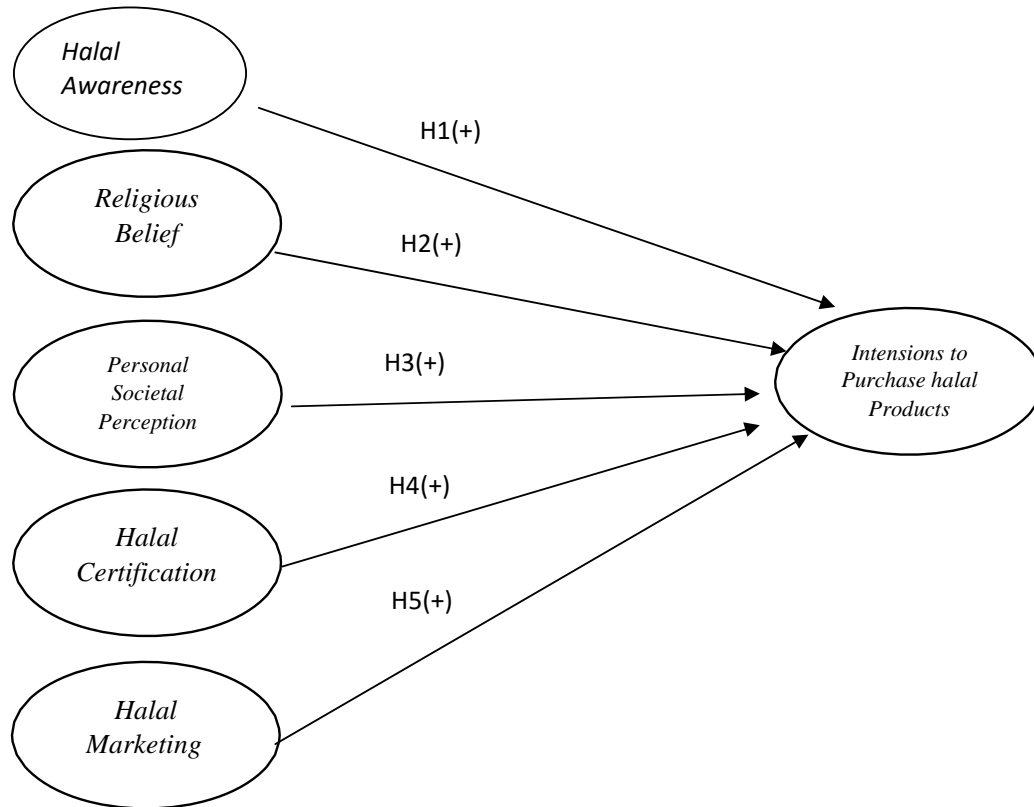 Halal
Awareness
H1(+)
Religious
Belief
H2(+)
Personal
Societal
Perception
H3(+)
Intensions to
Purchase halal
Products
Halal
Certification
H4(+)
Halal
Marketing
H5(+)